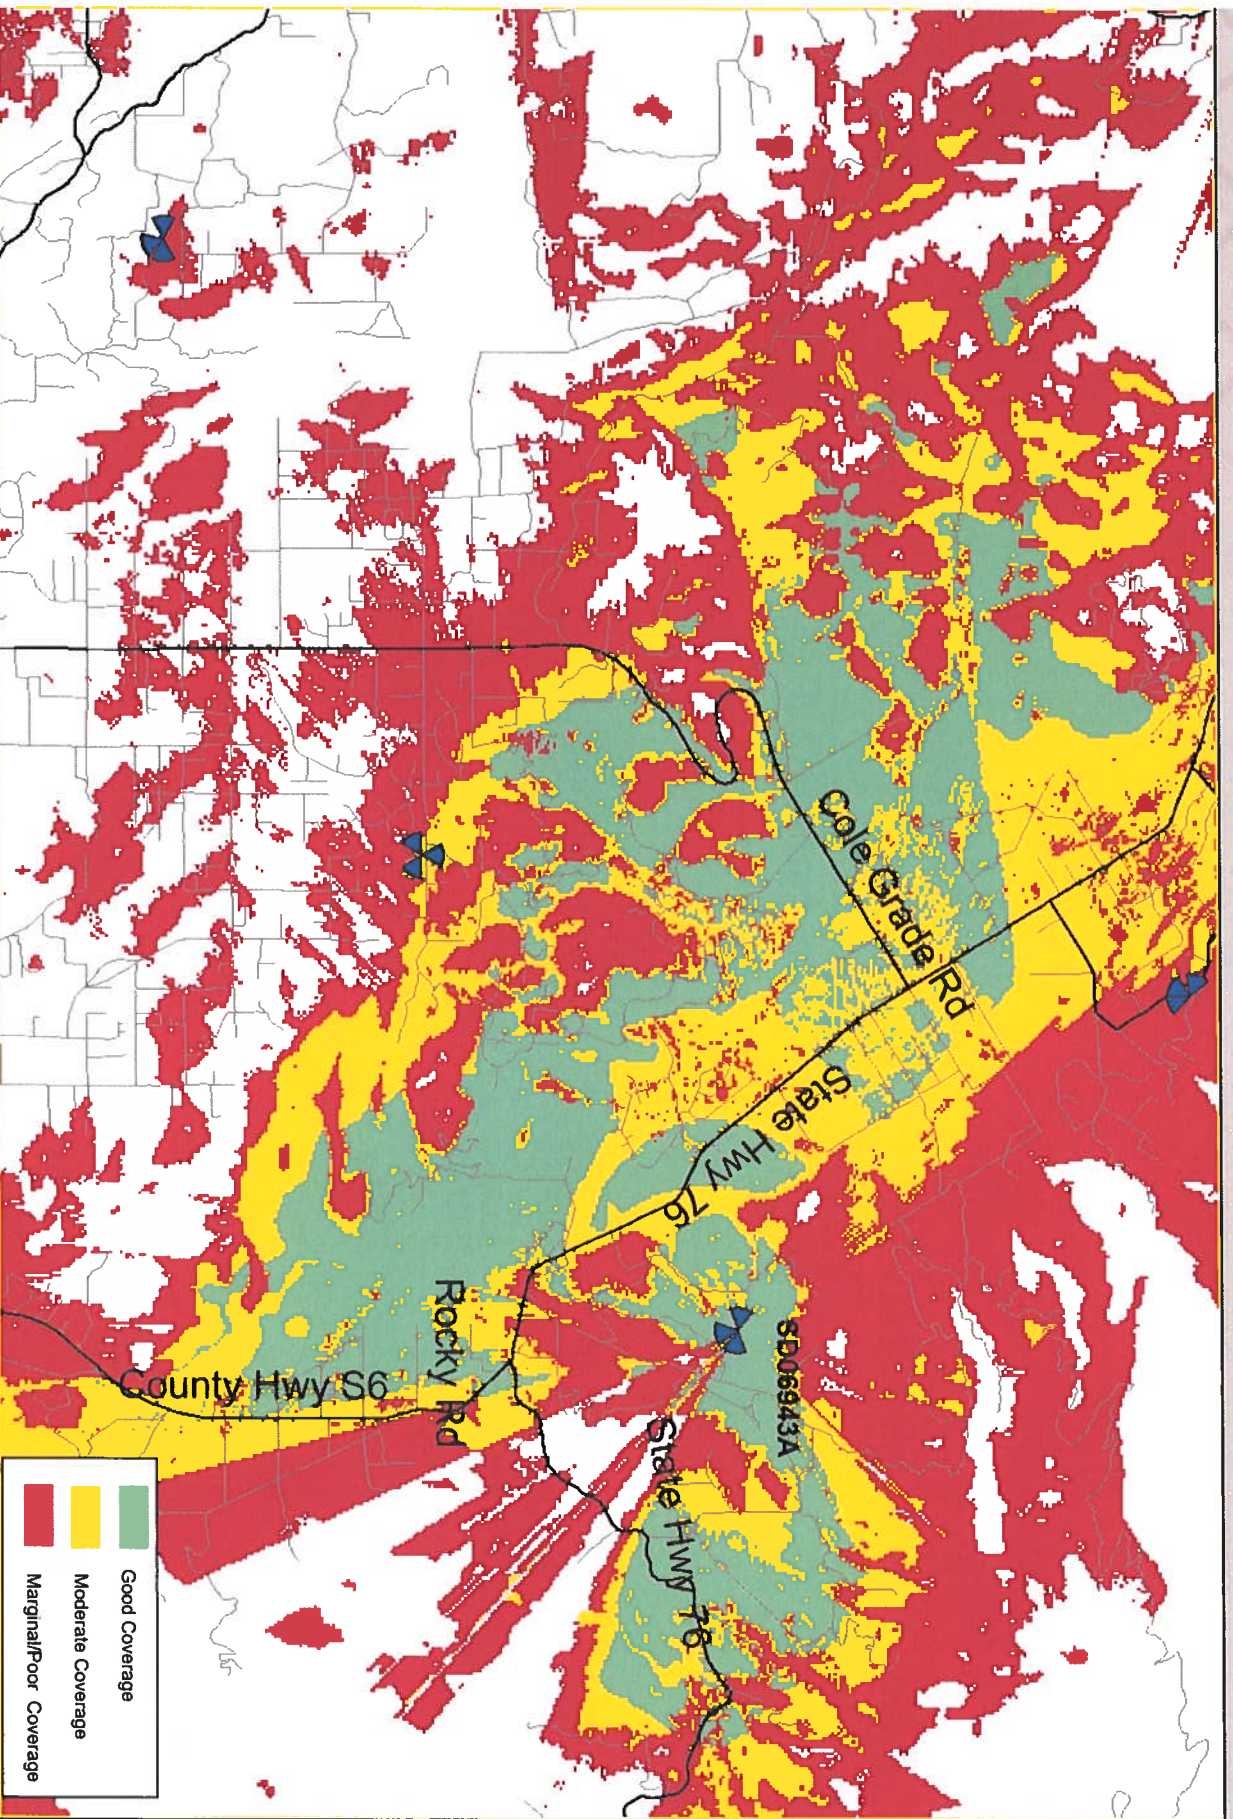 Cole Grade Rd
State Hwy 76
SD06943A
State Hwy 76
Rocky Rd
County Hwy S6
Good Coverage
Moderate Coverage
Marginal/Poor Coverage